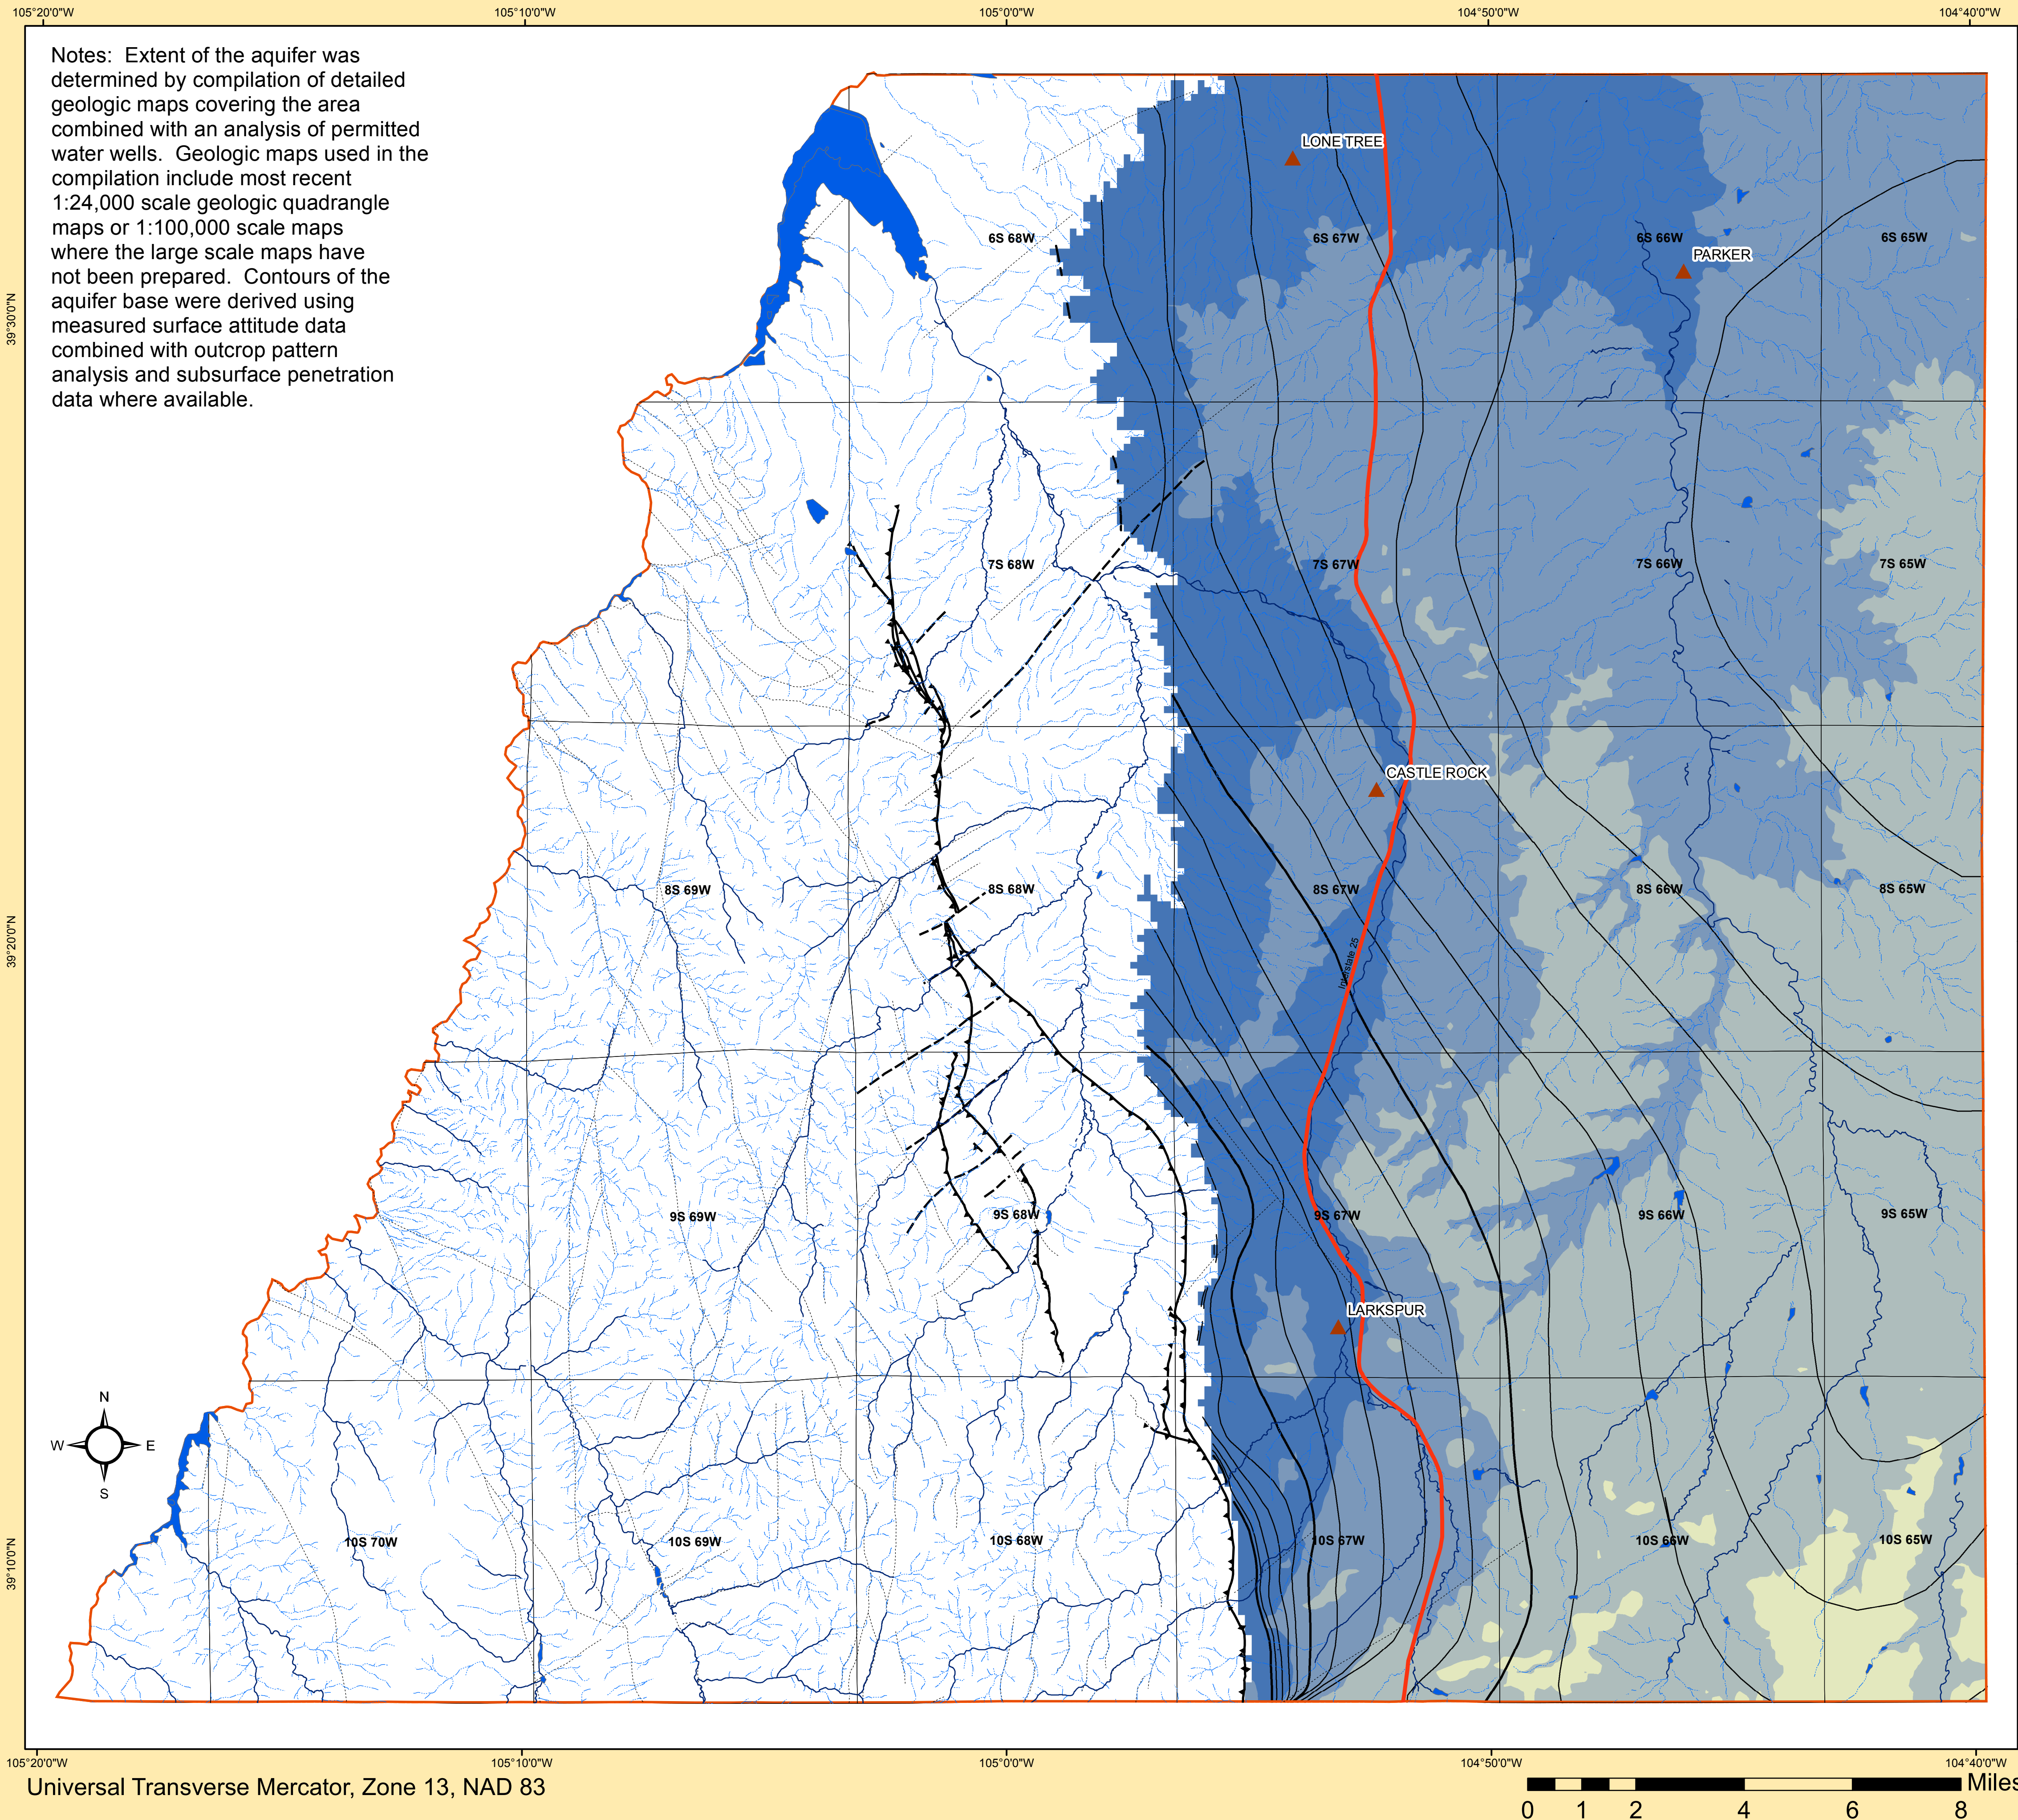 105°20'0"W 105°10'0"W 105°0'0"W 104°50'0"W 104°40'0"W
Notes: Extent of the aquifer was
determined by compilation of detailed
geologic maps covering the area
combined with an analysis of permitted
water wells. Geologic maps used in the
compilation include most recent
1:24,000 scale geologic quadrangle
maps or 1:100,000 scale maps
where the large scale maps have
not been prepared. Contours of the
aquifer base were derived using
measured surface attitude data
combined with outcrop pattern
analysis and subsurface penetration
data where available.
LONE TREE
6S 68W 6S 67W 6S 66W 6S 65W
PARKER
39°30'0"N
7S 68W 7S 67W 7S 66W 7S 65W
CASTLE ROCK
8S 69W 8S 68W 8S 67W 8S 66W 8S 65W
39°20'0"N
Interstate 25
9S 69W 9S 68W 9S 67W 9S 66W 9S 65W
LARKSPUR
N
W E
S
39°10'0"N
10S 70W 10S 69W 10S 68W 10S 67W 10S 66W 10S 65W
105°20'0"W 105°10'0"W 105°0'0"W 104°50'0"W 104°40'0"W
Universal Transverse Mercator, Zone 13, NAD 83
Miles
0 1 2 4 6 8